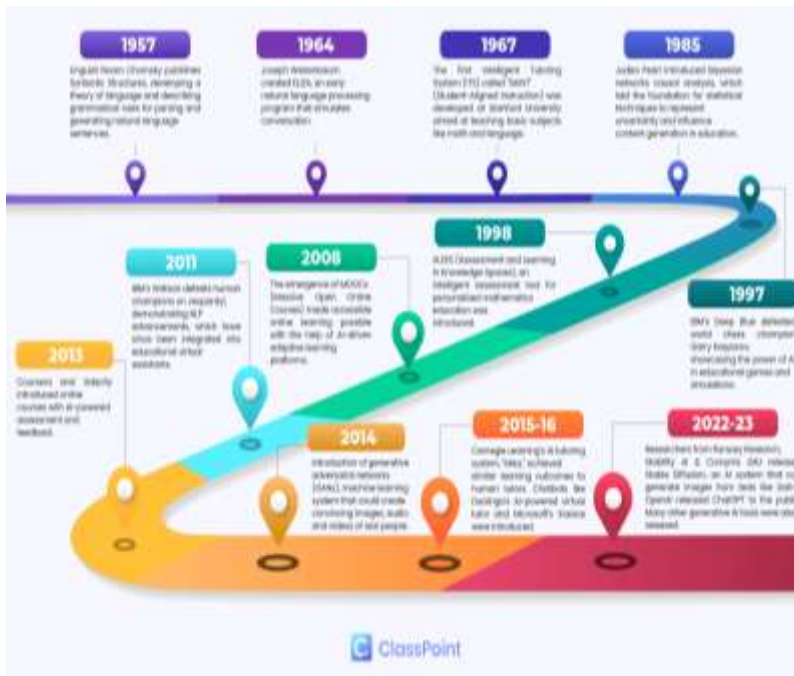 1957
Linguist Noam Chomsky publishes
Syntactic Structures, developing a
theory of language and describing
grammatical rules for parsing and
generating natural language
sentences.
1964
Joseph Weizenbaum
created ELIZA, an early
natural language processing
program that simulates
conversation.
1967
The first Intelligent Tutoring
System (ITS) called
was
developed at Stanford University
aimed at teaching basic subjects
like math and language.
1985
Judea Pearl introduced Bayesian
networks causal analysis, which
laid the foundation for statistical
techniques to represent
uncertainty and influence
content generation in education.
1997
IBM's Deep Blue defeated
world chess champion
Garry Kasparov,
showcasing the power of A
in educational games and
simulations.
1998
ALEKS (Assessment and Learning
in Knowledge Spaces), an
intelligent assessment tool for
personalized mathematics
education was
introduced.
2008
The emergence of MOOCs
(Massive Open Online
Courses) made accessible
online learning possible
with the help of AI-driven
adaptive learning
platforms.
2011
IBM's Watson defeats human
champions on Jeopardy!,
demonstrating NLP
advancements, which have
since been integrated into
educational virtual
assistants.
2013
Coursera and Udacity
introduced online
courses with AI-powered
assessment and
feedback.
2014
Introduction of generative
adversarial networks
(GANs), machine learning
system that could create
convincing images, audio
and videos of real people.
2015-16
Carnegie Learning's AI tutoring
system, "Mika," achieved
similar learning outcomes to
human tutors. Chatbots like
Duolingo's AI-powered virtual
tutor and Microsoft's
were introduced.
2022-23
Researchers from Runway Research,
Stability AI & CompVis LMU release
Stable Diffusion, an AI system that
generate images from texts like
OpenAI released ChatGPT to the public
Many other generative AI tools were also
released.
ClassPoint